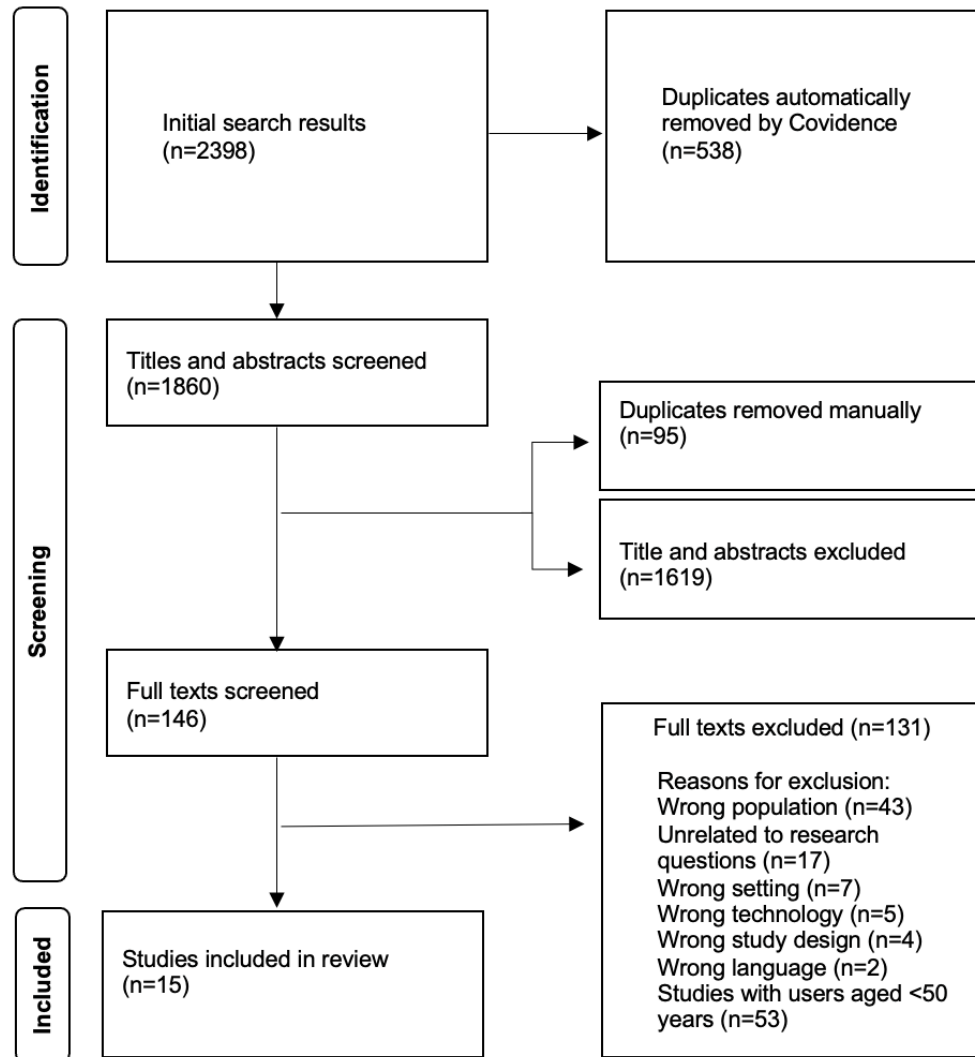 Identification
Initial search results
(n=2398)
Duplicates automatically
removed by Covidence
(n=538)
Screening
Titles and abstracts screened
(n=1860)
Duplicates removed manually
(n=95)
Title and abstracts excluded
(n=1619)
Full texts screened
(n=146)
Full texts excluded (n=131)
Reasons for exclusion:
Wrong population (n=43)
Unrelated to research
questions (n=17)
Wrong setting (n=7)
Wrong technology (n=5)
Wrong study design (n=4)
Wrong language (n=2)
Studies with users aged <50
years (n=53)
Included
Studies included in review
(n=15)